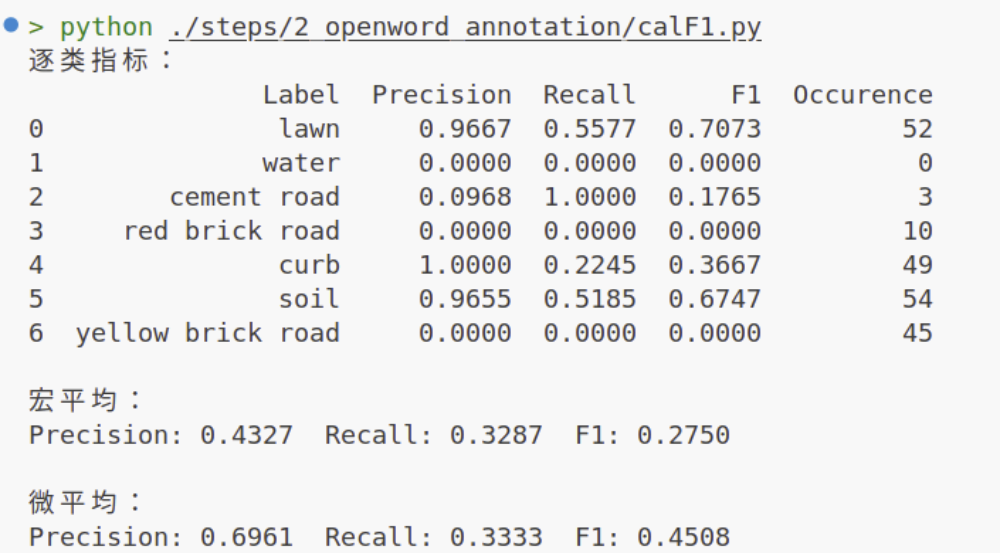 > python ./steps/2_openword_annotation/calF1.py
逐类指标：
Label Precision Recall F1 Occurence
0 lawn 0.9667 0.5577 0.7073 52
1 water 0.0000 0.0000 0.0000 0
2 cement road 0.0968 1.0000 0.1765 3
3 red brick road 0.0000 0.0000 0.0000 10
4 curb 1.0000 0.2245 0.3667 49
5 soil 0.9655 0.5185 0.6747 54
6 yellow brick road 0.0000 0.0000 0.0000 45
宏平均：
Precision: 0.4327 Recall: 0.3287 F1: 0.2750
微平均：
Precision: 0.6961 Recall: 0.3333 F1: 0.4508